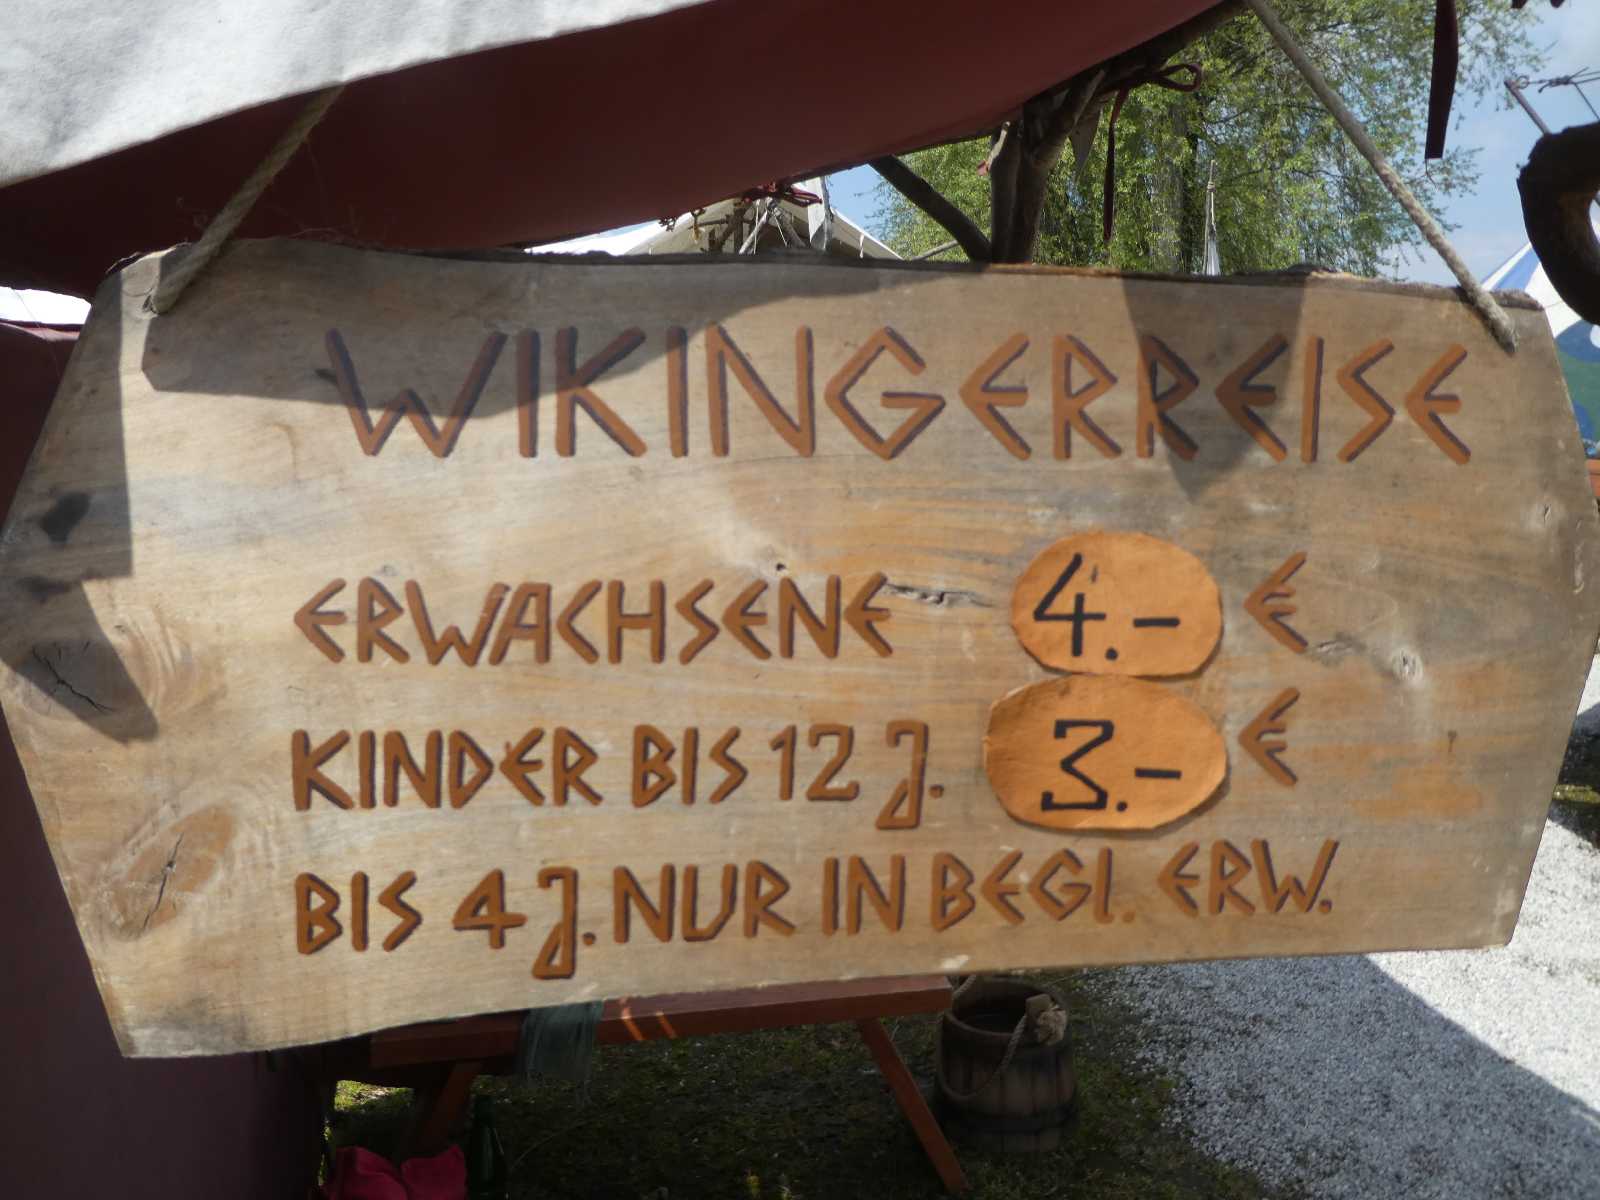 WIKINGERREISE
ERWACHSENE 4.- €
KINDER BIS 12 J. 3.- €
BIS 4 J. NUR IN BEGL. ERW.